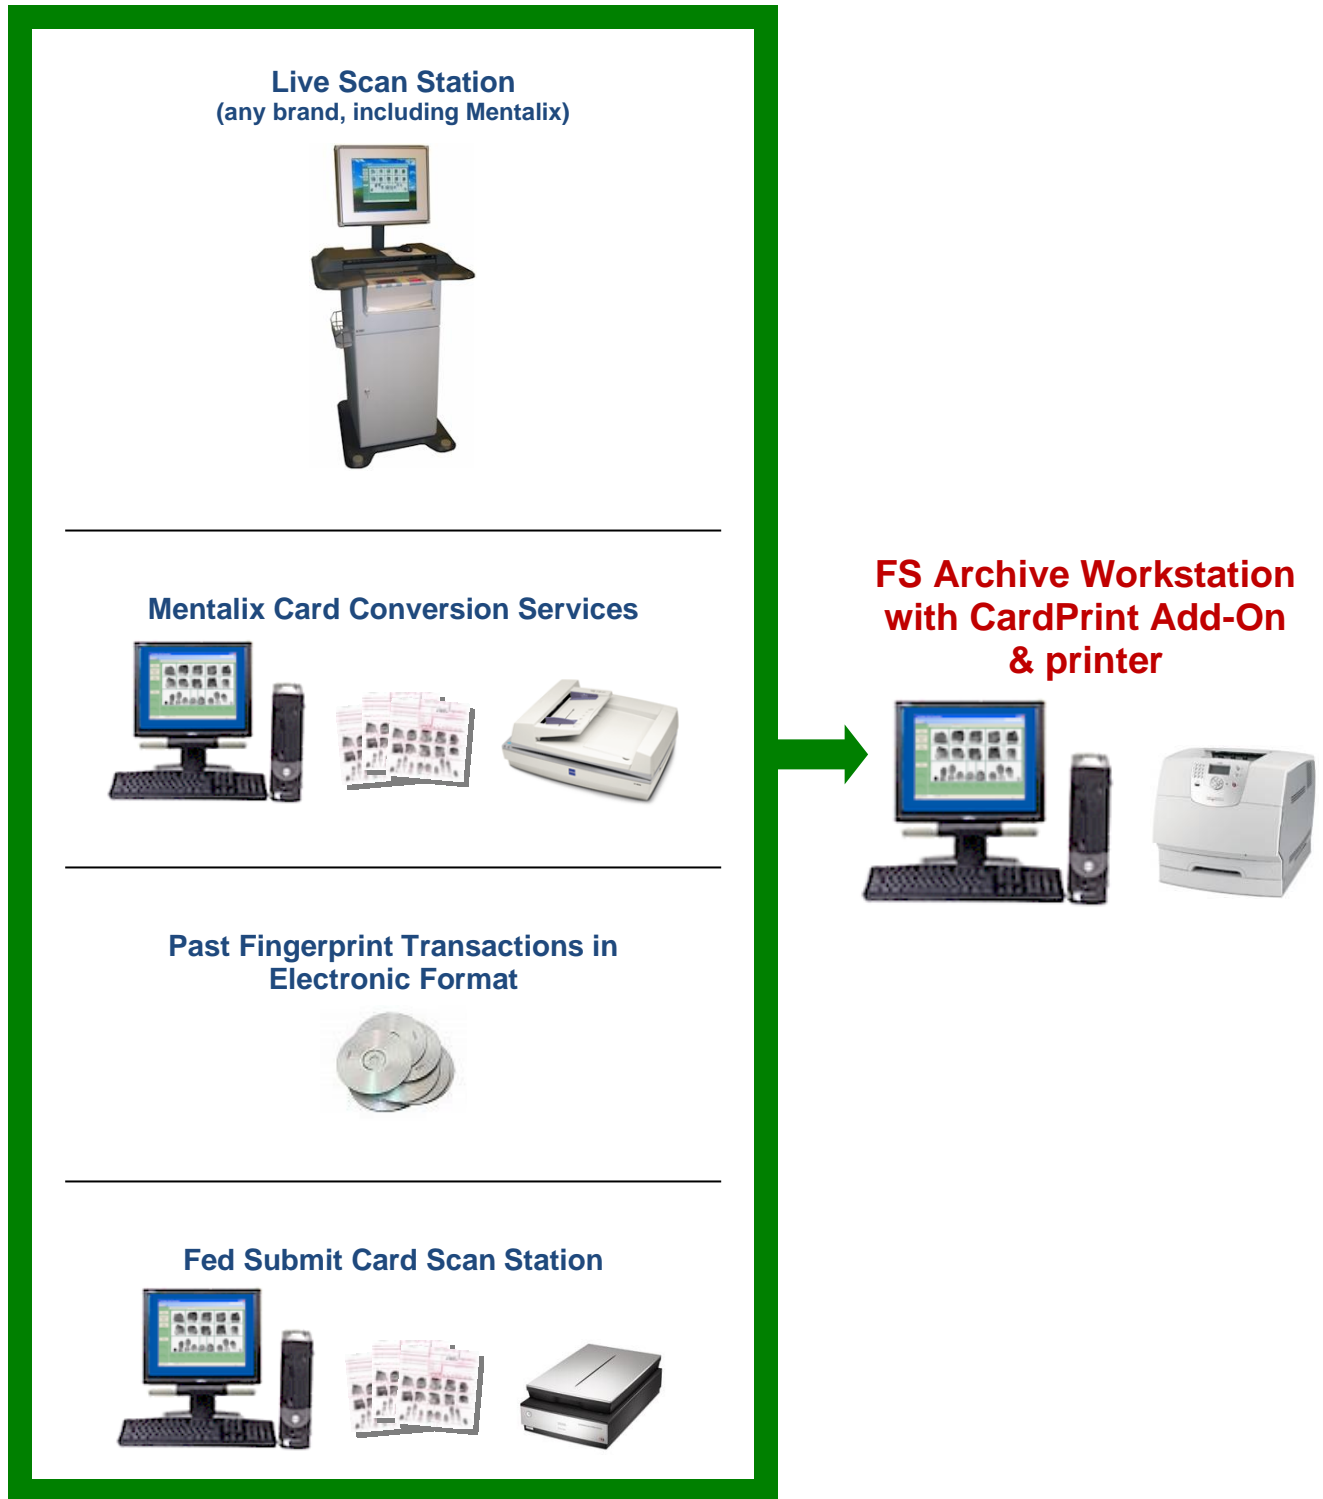 Live Scan Station
(any brand, including Mentalix)
Mentalix Card Conversion Services
Past Fingerprint Transactions in
Electronic Format
Fed Submit Card Scan Station
FS Archive Workstation
with CardPrint Add-On
& printer